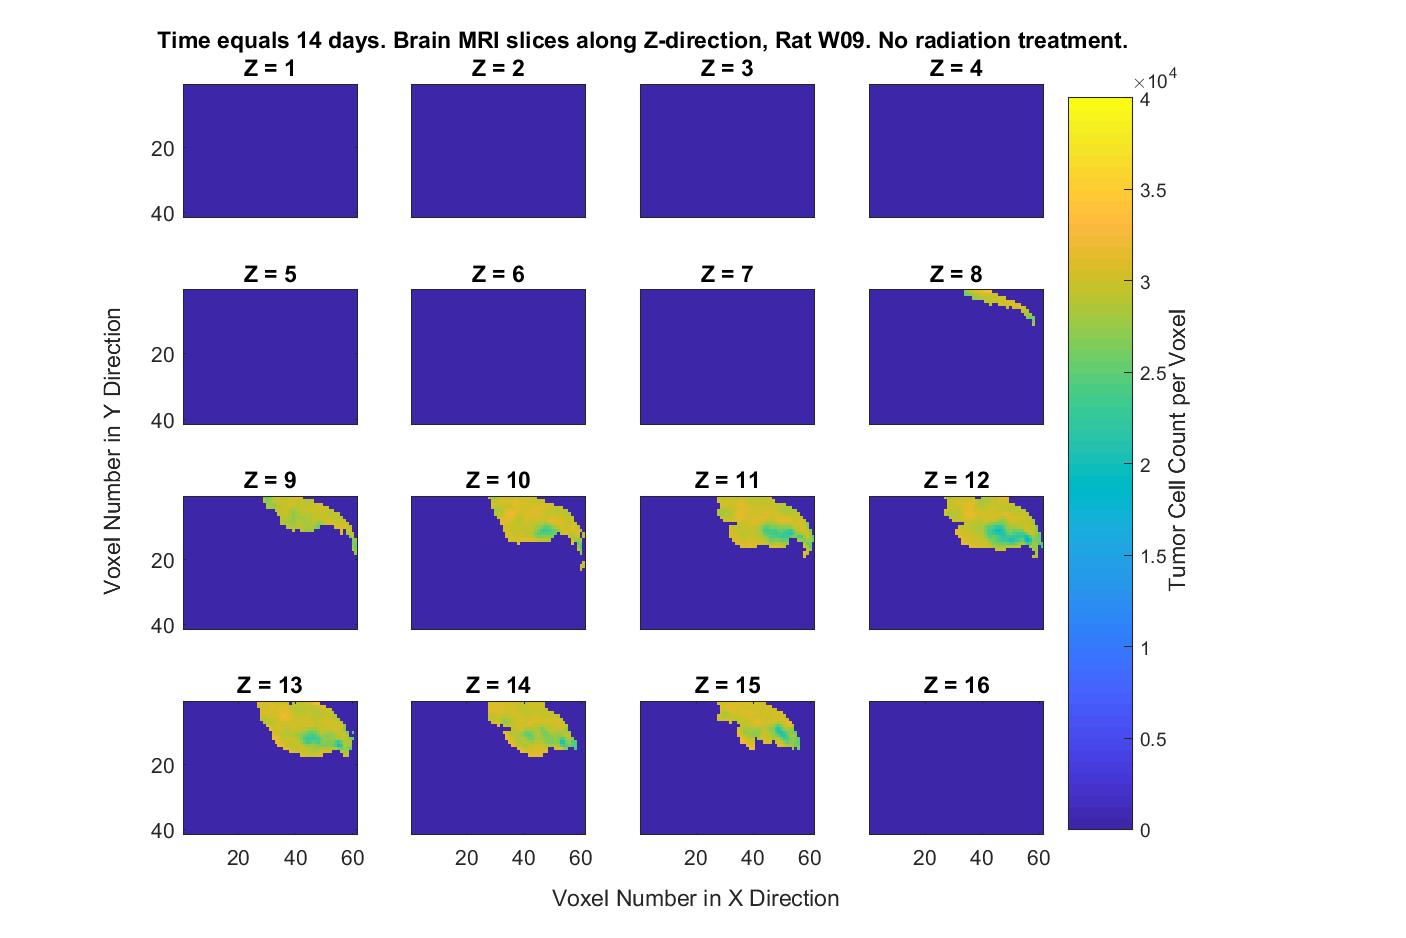 Time equals 14 days. Brain MRI slices along Z-direction, Rat W09. No radiation treatment.
Z = 1
Z = 2
Z = 3
Z = 4
×10^4
20
40
Z = 5
Z = 6
Z = 7
Z = 8
20
40
Z = 9
Z = 10
Z = 11
Z = 12
20
40
Z = 13
Z = 14
Z = 15
Z = 16
20
40
20 40 60
20 40 60
20 40 60
20 40 60
Voxel Number in X Direction
Voxel Number in Y Direction
4
3.5
3
2.5
2
1.5
1
0.5
0
Tumor Cell Count per Voxel